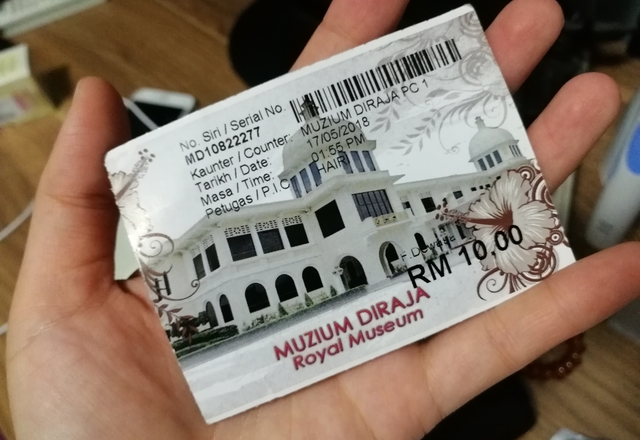 No. Siri / Serial No.
MD10822277
Kaunter / Counter: MUZIUM DIRAJA PC 1
Tarikh / Date: 17/05/2018
Masa / Time: 01.55 PM
Petugas / P.I.C HAIRI
RM 10.00
MUZIUM DIRAJA
Royal Museum